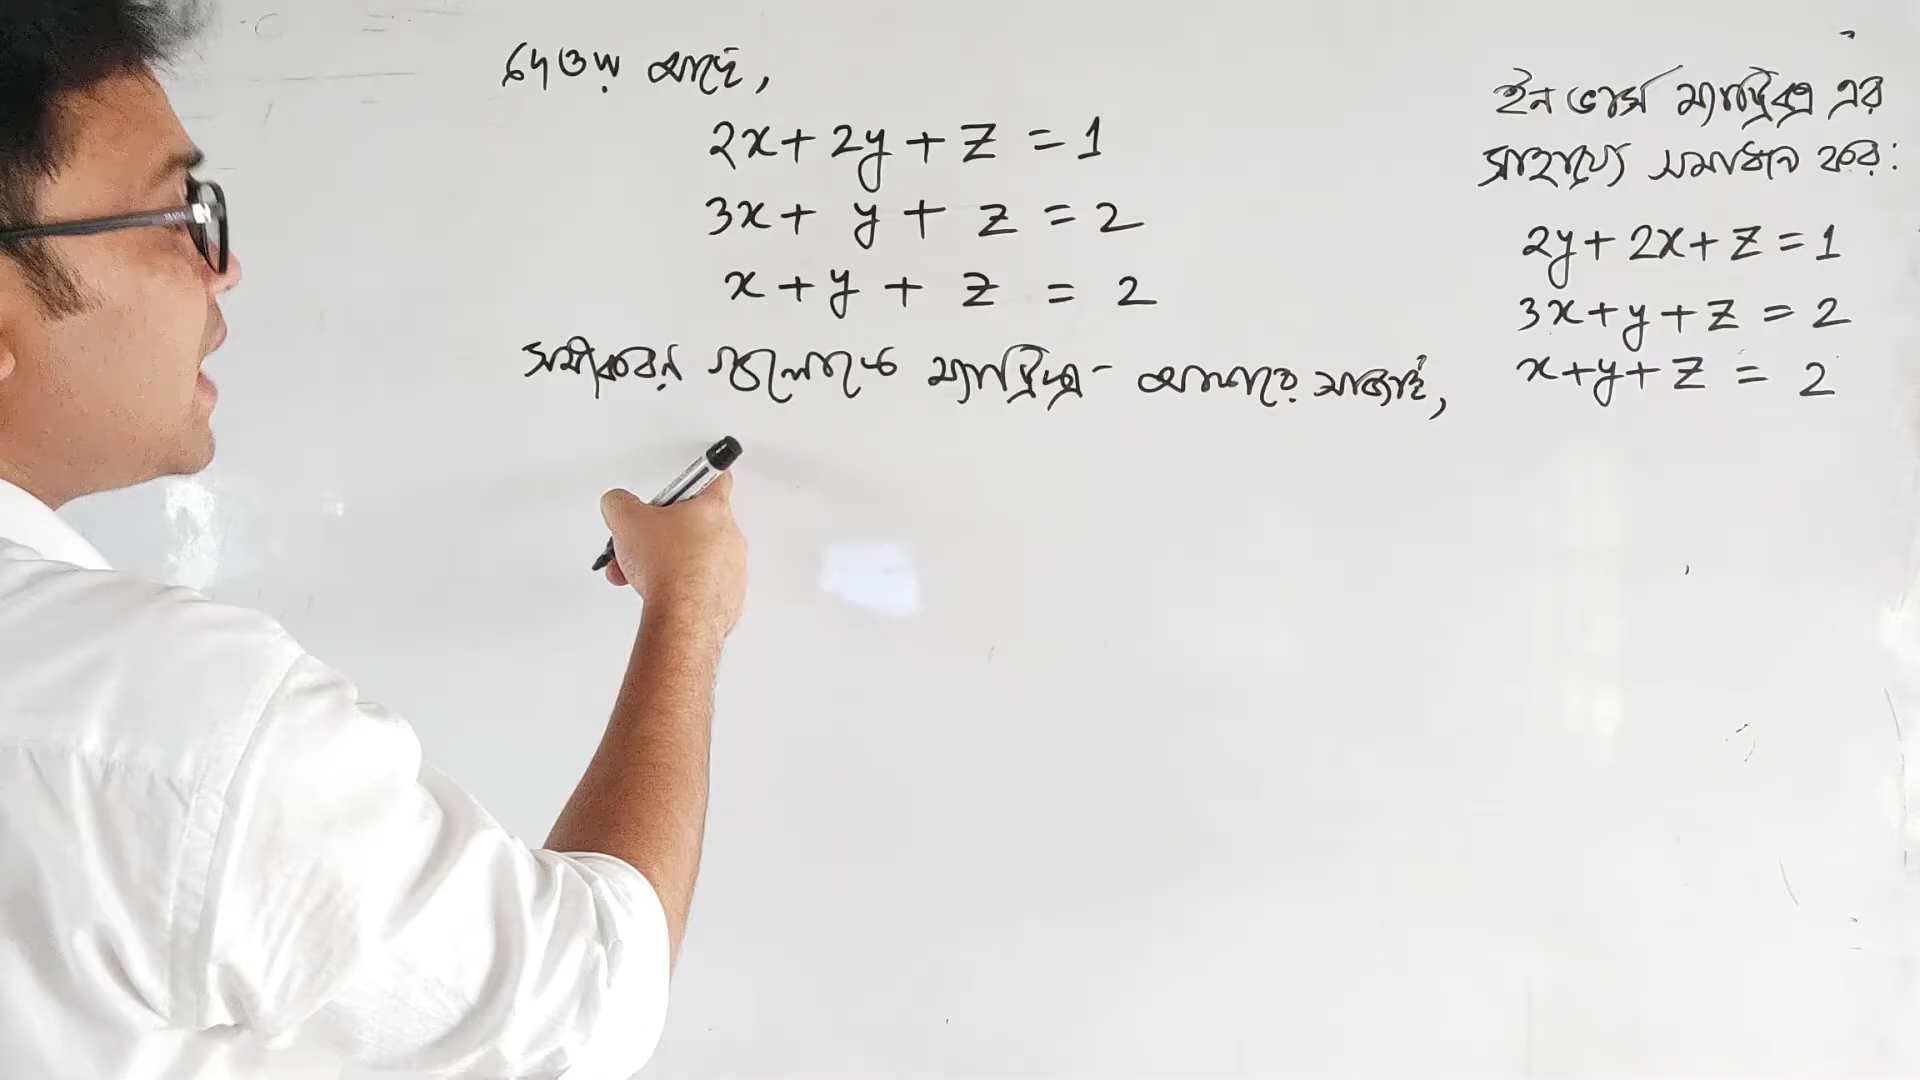 দেওয়া আছে,
2x + 2y + z = 1
3x + y + z = 2
x + y + z = 2
সমীকরণ গুলোকে ম্যাট্রিক্স আকারে সাজাই,
ইনভার্স ম্যাট্রিক্স এর
সাহায্যে সমাধান কর:
2y + 2x + z = 1
3x + y + z = 2
x + y + z = 2